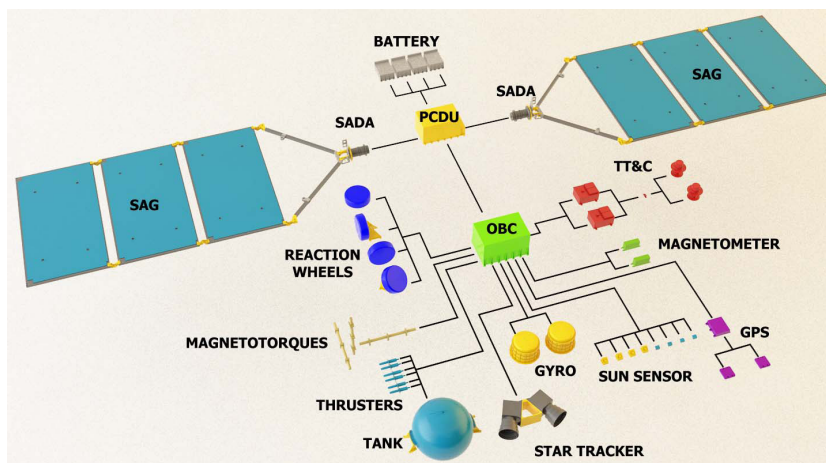 BATTERY
SAG
SADA
PCDU
SADA
TT&C
SAG
OBC
REACTION
WHEELS
MAGNETOMETER
MAGNETOTORQUES
GPS
GYRO
SUN SENSOR
THRUSTERS
TANK
STAR TRACKER